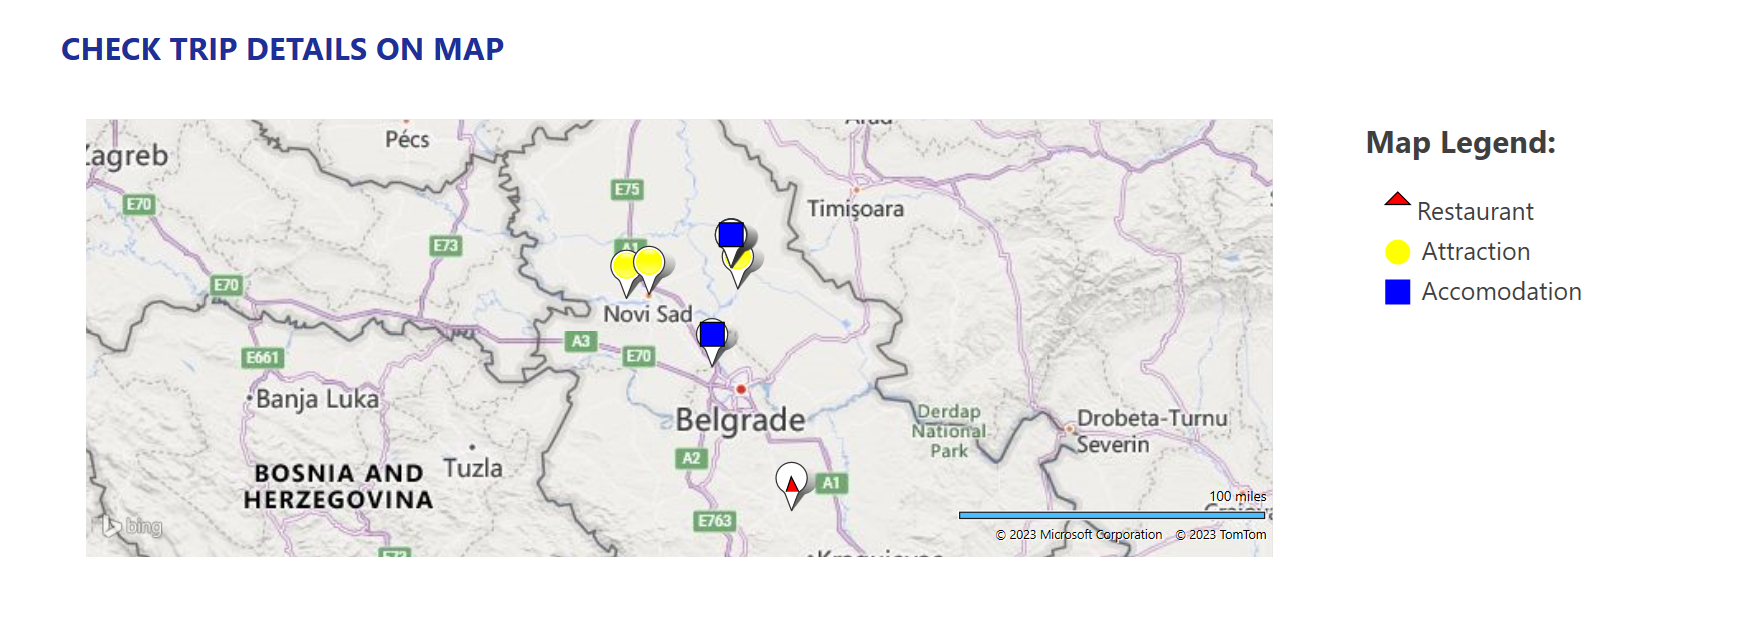 CHECK TRIP DETAILS ON MAP
Pécs
Zagreb
E70
E75
Timişoara
E73
A1
E70
Novi Sad
A3
E70
E661
Banja Luka
Belgrade
Derdap
National
Park
Drobeta-Turnu
Severin
BOSNIA AND
HERZEGOVINA
Tuzla
A2
A1
E763
100 miles
bing
© 2023 Microsoft Corporation © 2023 TomTom
Map Legend:
Restaurant
Attraction
Accomodation